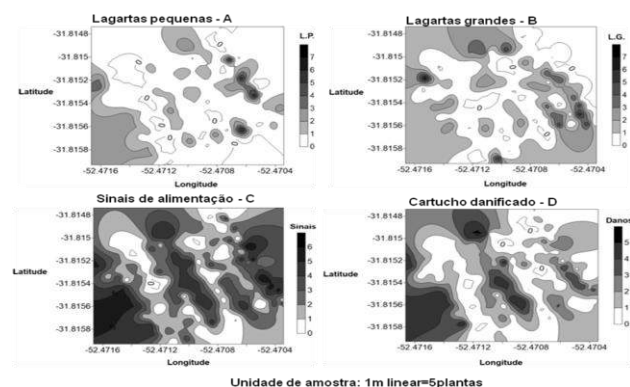 Lagartas pequenas - A
L.P.
-31.8148
-31.815
-31.8152
-31.8154
-31.8156
-31.8158
Latitude
7
6
5
4
3
2
1
0
-52.4716 -52.4712 -52.4708 -52.4704
Longitude
Lagartas grandes - B
L.G.
-31.8148
-31.815
-31.8152
-31.8154
-31.8156
-31.8158
Latitude
7
6
5
4
3
2
1
0
-52.4716 -52.4712 -52.4708 -52.4704
Longitude
Sinais de alimentação - C
Sinais
-31.8148
-31.815
-31.8152
-31.8154
-31.8156
-31.8158
Latitude
6
5
4
3
2
1
0
-52.4716 -52.4712 -52.4708 -52.4704
Longitude
Cartucho danificado - D
Danos
-31.8148
-31.815
-31.8152
-31.8154
-31.8156
-31.8158
Latitude
5
4
3
2
1
0
-52.4716 -52.4712 -52.4708 -52.4704
Longitude
Unidade de amostra: 1m linear=5plantas